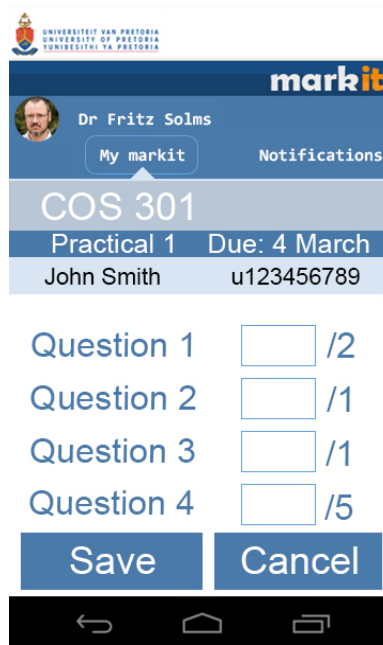 UNIVERSITEIT VAN PRETORIA
UNIVERSITY OF PRETORIA
YUNIBESITHI YA PRETORIA
markit
Dr Fritz Solms
My markit Notifications
COS 301
Practical 1 Due: 4 March
John Smith u123456789
Question 1 /2
Question 2 /1
Question 3 /1
Question 4 /5
Save Cancel